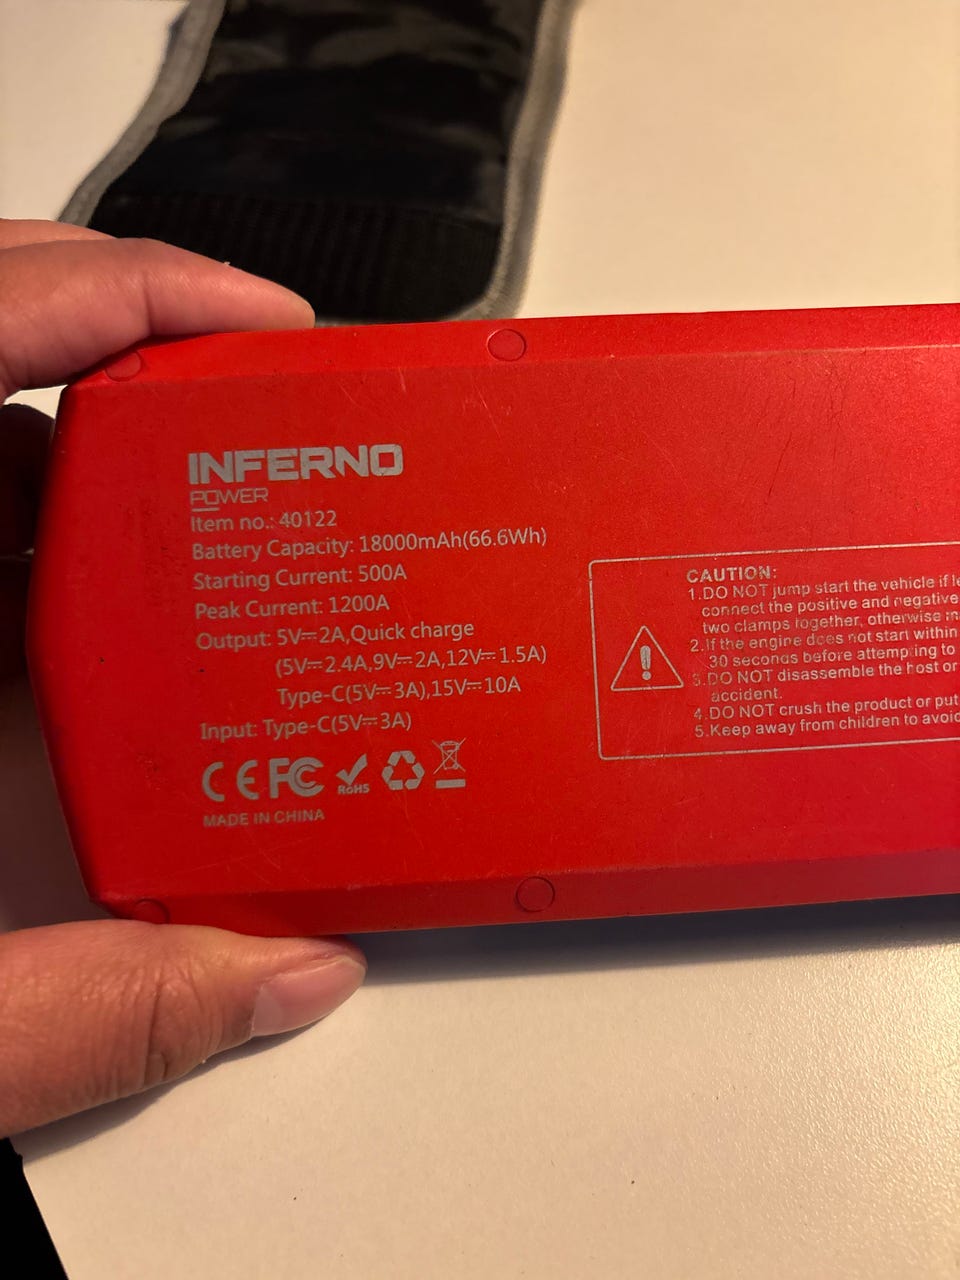 INFERNO
POWER
Item no.: 40122
Battery Capacity: 18000mAh(66.6Wh)
Starting Current: 500A
Peak Current: 1200A
Output: 5V⎓2A,Quick charge
(5V⎓2.4A,9V⎓2A,12V⎓1.5A)
Type-C(5V⎓3A),15V⎓10A
Input: Type-C(5V⎓3A)
CE FC RoHS
MADE IN CHINA
CAUTION:
1.DO NOT jump start the vehicle if
connect the positive and negative
two clamps together, otherwise
2.If the engine does not start within
30 seconds before attempting to
3.DO NOT disassemble the host or
accident.
4.DO NOT crush the product or put
5.Keep away from children to